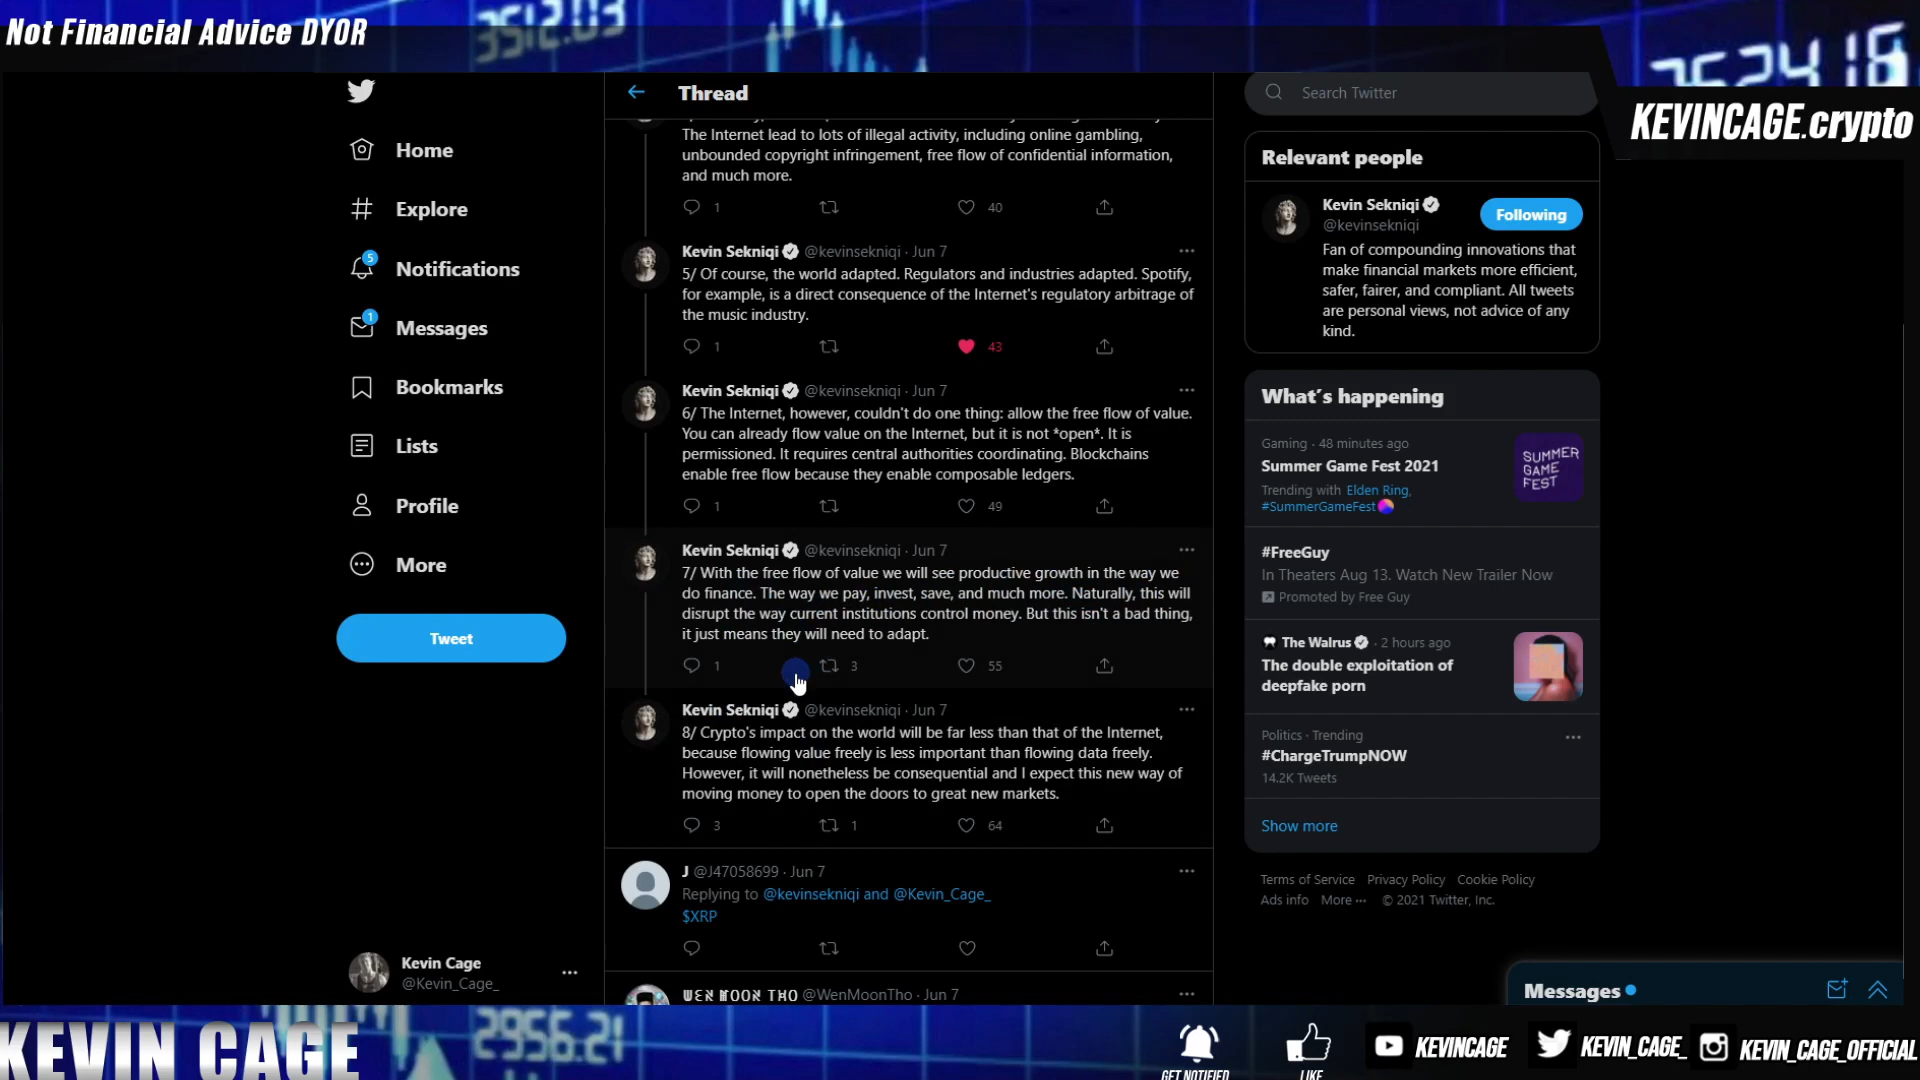 Not Financial Advice DYOR
3512.03
KEVINCAGE.crypto
Home
Explore
5
Notifications
1
Messages
Bookmarks
Lists
Profile
More
Tweet
Kevin Cage
@Kevin_Cage_
Thread
The Internet lead to lots of illegal activity, including online gambling,
unbounded copyright infringement, free flow of confidential information,
and much more.
1 40
Kevin Sekniqi @kevinsekniqi · Jun 7
5/ Of course, the world adapted. Regulators and industries adapted. Spotify,
for example, is a direct consequence of the Internet's regulatory arbitrage of
the music industry.
1 43
Kevin Sekniqi @kevinsekniqi · Jun 7
6/ The Internet, however, couldn't do one thing: allow the free flow of value.
You can already flow value on the Internet, but it is not *open*. It is
permissioned. It requires central authorities coordinating. Blockchains
enable free flow because they enable composable ledgers.
1 49
Kevin Sekniqi @kevinsekniqi · Jun 7
7/ With the free flow of value we will see productive growth in the way we
do finance. The way we pay, invest, save, and much more. Naturally, this will
disrupt the way current institutions control money. But this isn't a bad thing,
it just means they will need to adapt.
1 3 55
Kevin Sekniqi @kevinsekniqi · Jun 7
8/ Crypto's impact on the world will be far less than that of the Internet,
because flowing value freely is less important than flowing data freely.
However, it will nonetheless be consequential and I expect this new way of
moving money to open the doors to great new markets.
3 1 64
J @J47058699 · Jun 7
Replying to @kevinsekniqi and @Kevin_Cage_
$XRP
@WenMoonTho · Jun 7
Search Twitter
Relevant people
Kevin Sekniqi
@kevinsekniqi
Following
Fan of compounding innovations that
make financial markets more efficient,
safer, fairer, and compliant. All tweets
are personal views, not advice of any
kind.
What's happening
Gaming · 48 minutes ago
Summer Game Fest 2021
Trending with Elden Ring,
#SummerGameFest
SUMMER
GAME
FEST
#FreeGuy
In Theaters Aug 13. Watch New Trailer Now
Promoted by Free Guy
The Walrus · 2 hours ago
The double exploitation of
deepfake porn
Politics · Trending
#ChargeTrumpNOW
14.2K Tweets
Show more
Terms of Service Privacy Policy Cookie Policy
Ads info More ··· © 2021 Twitter, Inc.
Messages
KEVIN CAGE
2956.21
GET NOTIFIED
LIKE
KEVINCAGE
KEVIN_CAGE_
KEVIN_CAGE_OFFICIAL